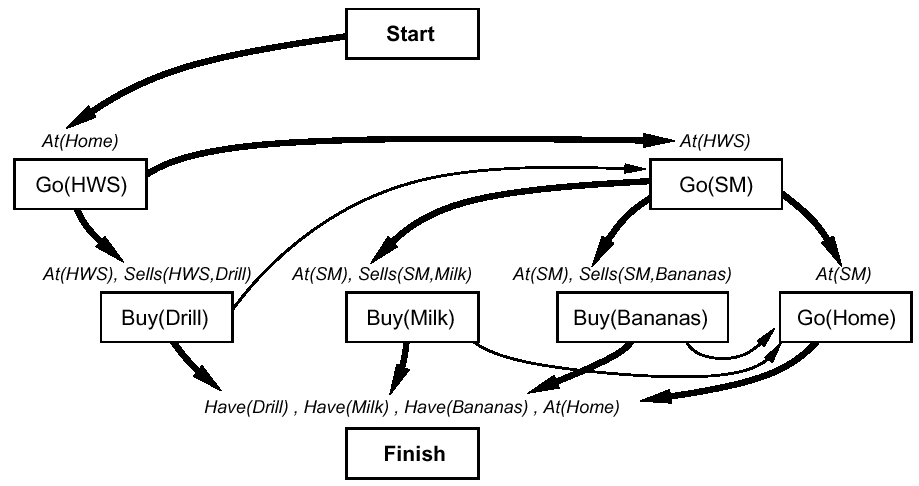 Start
At(Home)
At(HWS)
Go(HWS)
Go(SM)
At(HWS), Sells(HWS,Drill)
At(SM), Sells(SM,Milk)
At(SM), Sells(SM,Bananas)
At(SM)
Buy(Drill)
Buy(Milk)
Buy(Bananas)
Go(Home)
Have(Drill) , Have(Milk) , Have(Bananas) , At(Home)
Finish